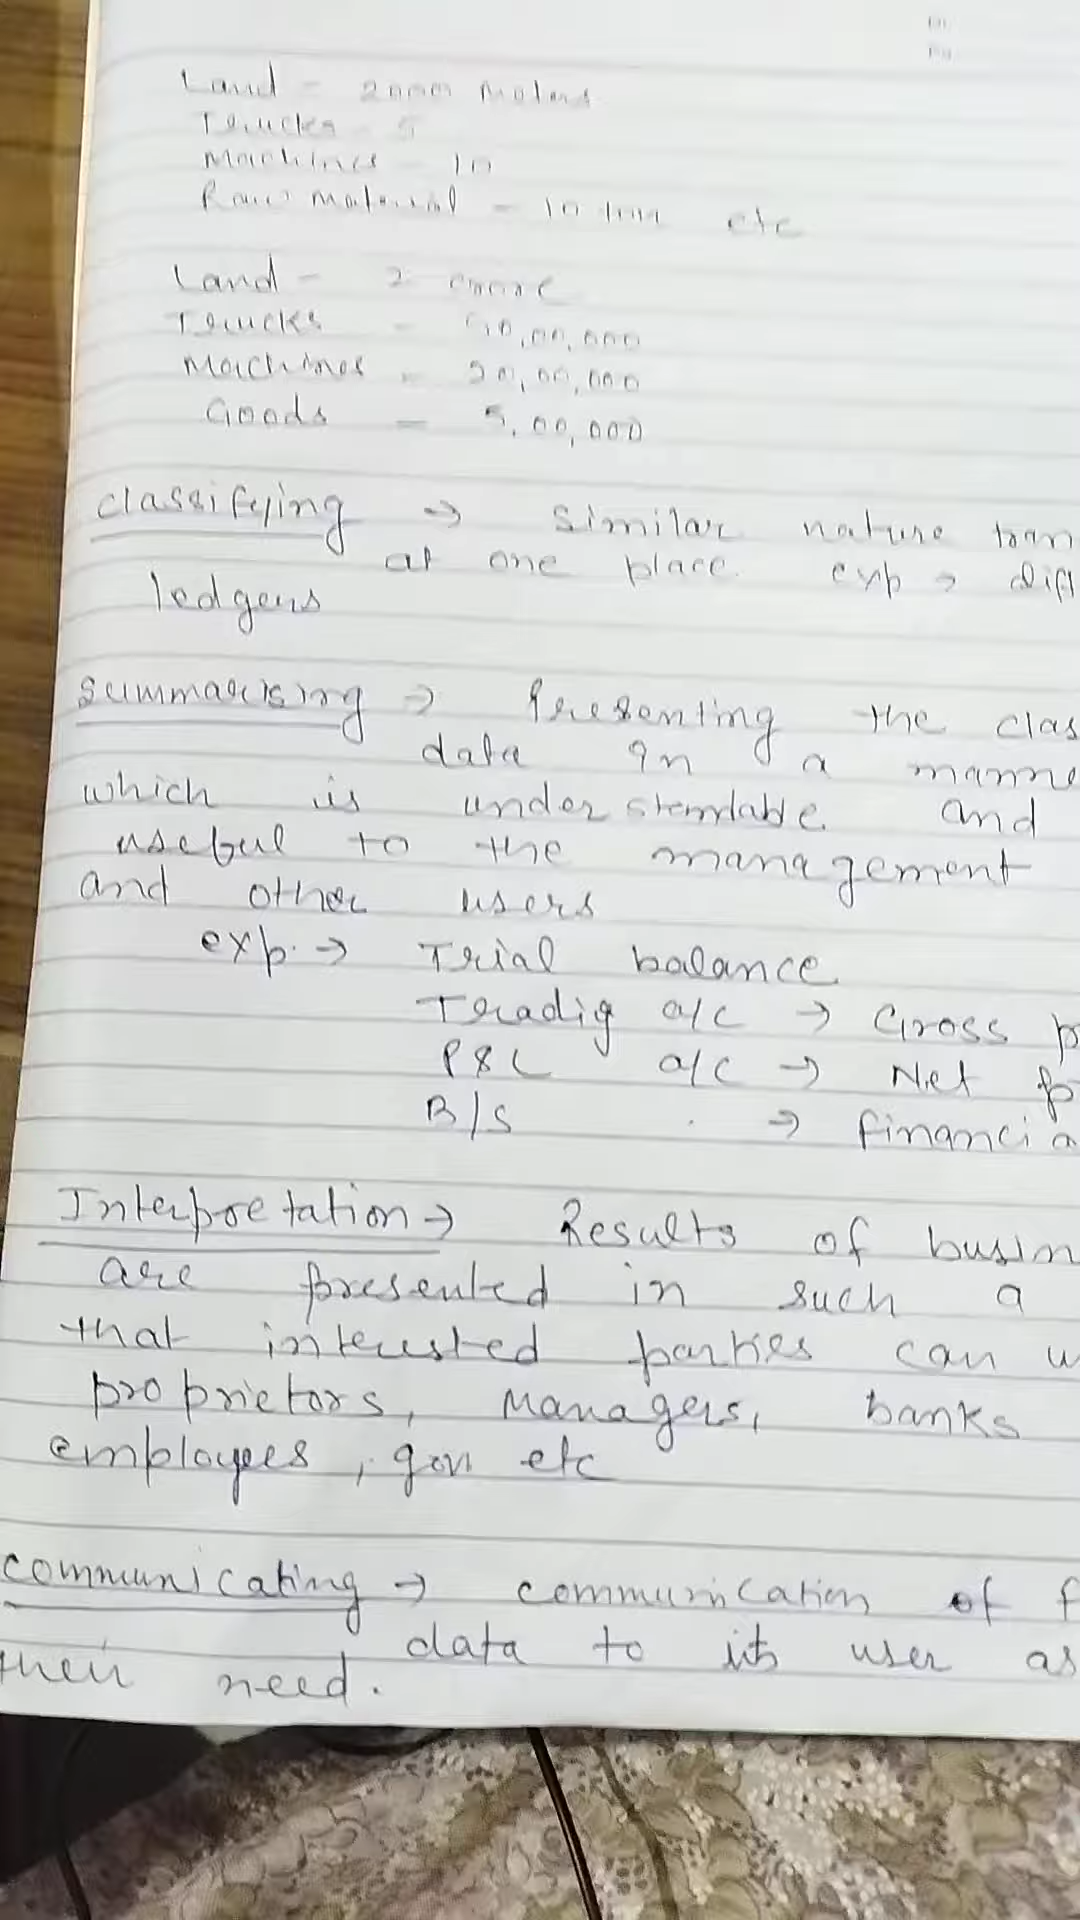 Land - 2000 meters
Trucks - 5
Machines - 10
Raw material - 10 etc
Land - 2 crore
Trucks - 00,000
Machines - 20,00,000
Goods - 5,00,000
classifying → similar nature tran
at one place. exp → diff
ledgers
summarising → Presenting the clas
data in a manne
which is understandable and
useful to the management
and other users
exp. → Trial balance
Tradig a/c → Gross p
P&L a/c → Net p
B/S → financia
Interpretation → Results of busin
are presented in such a
that interested parties can u
proprietors, managers, banks
employees, gov etc
communicating → communication of f
data to its user as
their need.